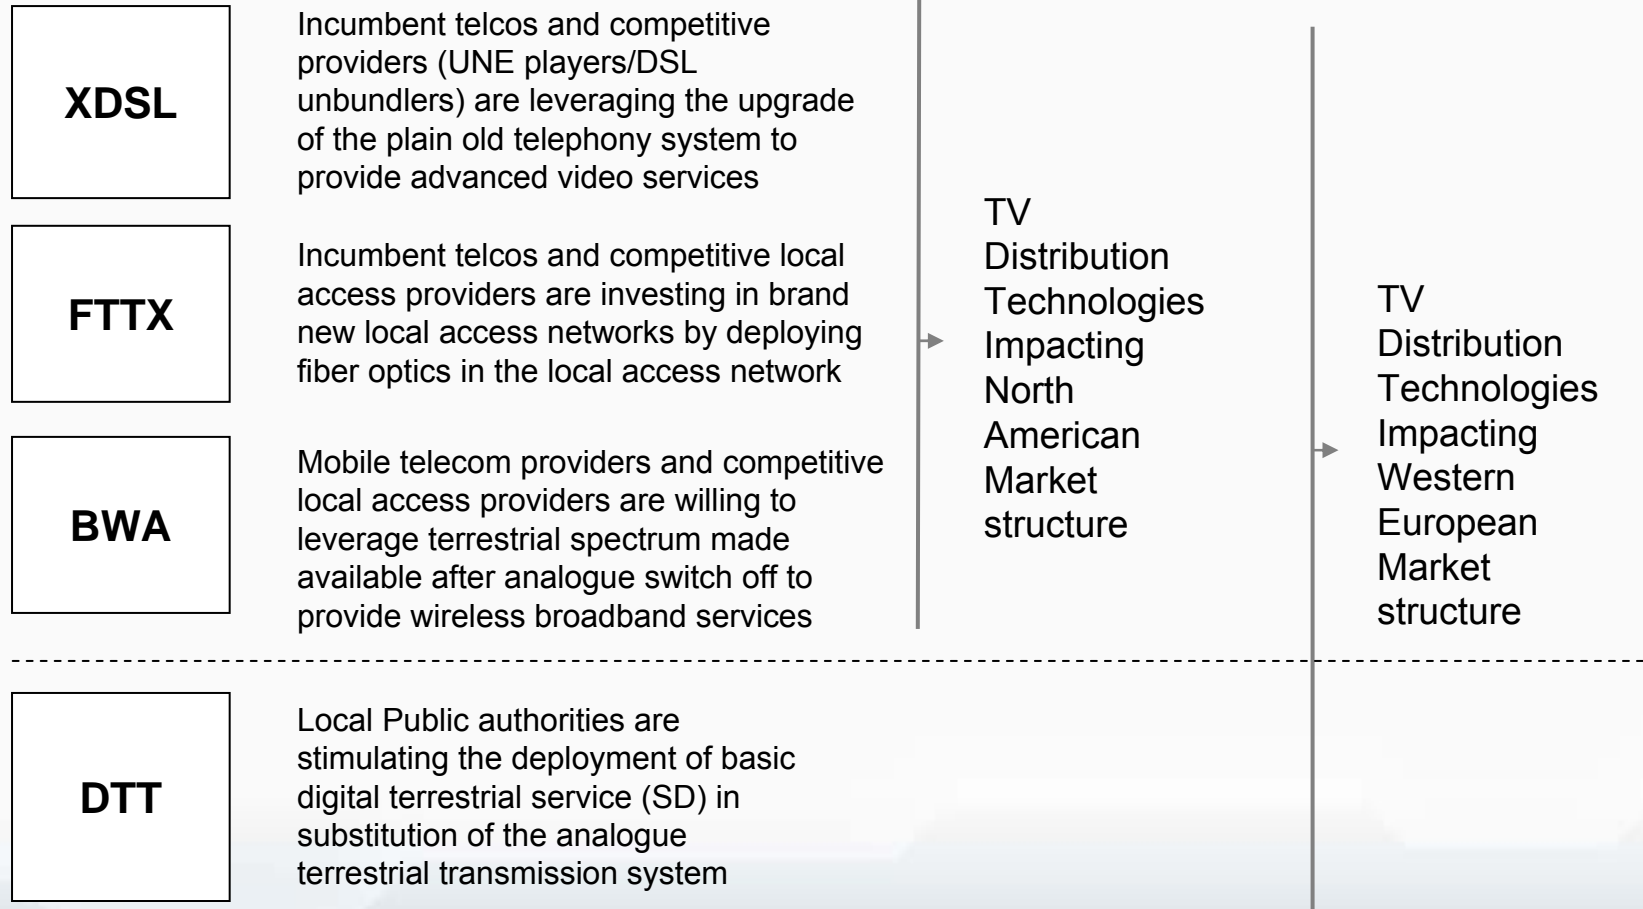 XDSL
Incumbent telcos and competitive
providers (UNE players/DSL
unbundlers) are leveraging the upgrade
of the plain old telephony system to
provide advanced video services
FTTX
Incumbent telcos and competitive local
access providers are investing in brand
new local access networks by deploying
fiber optics in the local access network
BWA
Mobile telecom providers and competitive
local access providers are willing to
leverage terrestrial spectrum made
available after analogue switch off to
provide wireless broadband services
TV
Distribution
Technologies
Impacting
North
American
Market
structure
TV
Distribution
Technologies
Impacting
Western
European
Market
structure
DTT
Local Public authorities are
stimulating the deployment of basic
digital terrestrial service (SD) in
substitution of the analogue
terrestrial transmission system